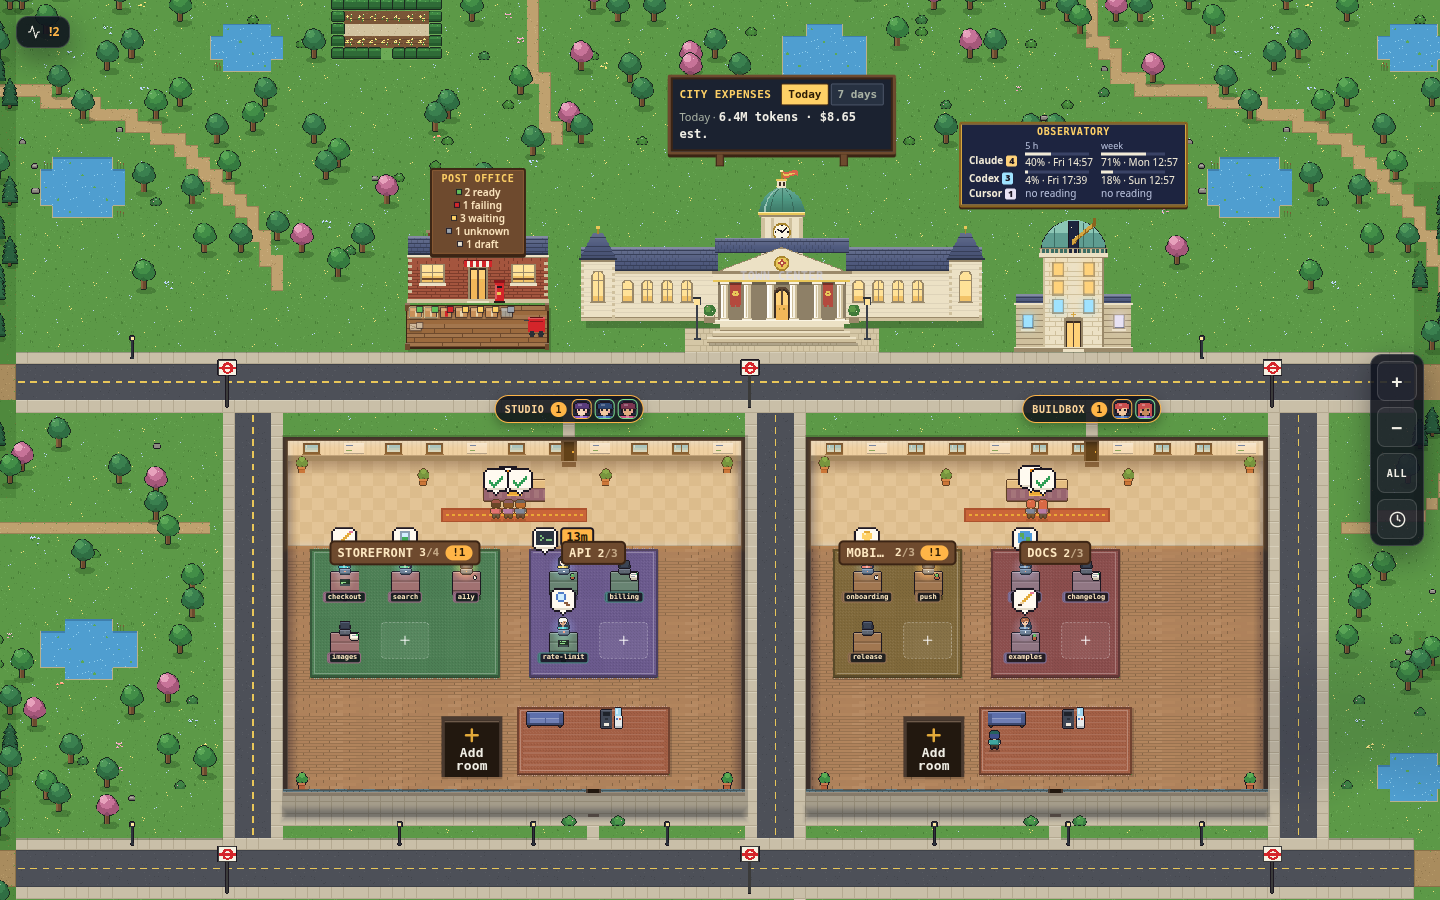 !2
CITY EXPENSES Today 7 days
Today · 6.4M tokens · $8.65
est.
OBSERVATORY
5 h week
Claude 4 40% · Fri 14:57 71% · Mon 12:57
Codex 3 4% · Fri 17:39 18% · Sun 12:57
Cursor 1 no reading no reading
POST OFFICE
2 ready
1 failing
3 waiting
1 unknown
1 draft
+
−
ALL
STUDIO 1
BUILDBOX 1
13m
STOREFRONT 3/4 !1
API 2/3
MOBI… 2/3 !1
DOCS 2/3
checkout
search
a11y
billing
onboarding
push
changelog
images
+
rate-limit
+
release
+
examples
+
+
Add
room
+
Add
room